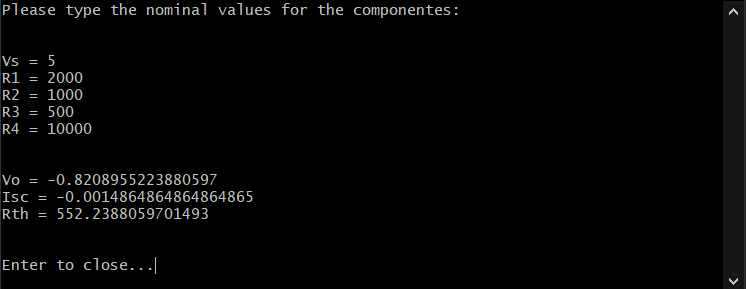 Please type the nominal values for the componentes:
Vs = 5
R1 = 2000
R2 = 1000
R3 = 500
R4 = 10000
Vo = -0.8208955223880597
Isc = -0.0014864864864864865
Rth = 552.2388059701493
Enter to close...